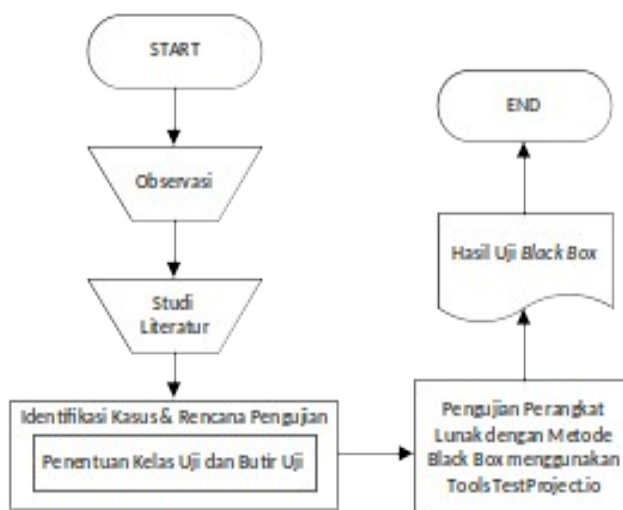 START
Observasi
Studi
Literatur
Identifikasi Kasus & Rencana Pengujian
Penentuan Kelas Uji dan Butir Uji
Pengujian Perangkat
Lunak dengan Metode
Black Box menggunakan
ToolsTestProject.io
Hasil Uji Black Box
END